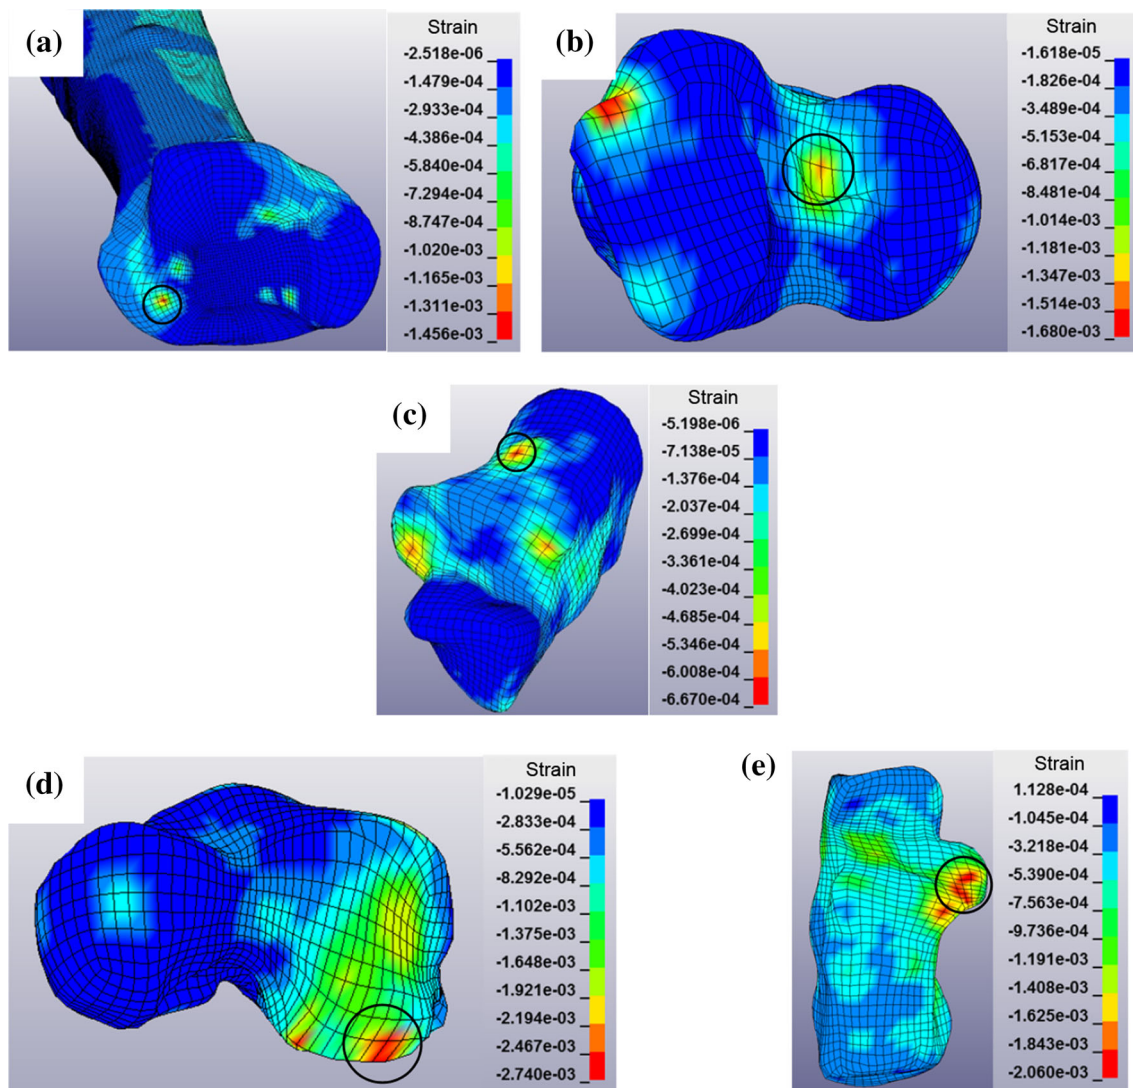 (a)
Strain
-2.518e-06
-1.479e-04
-2.933e-04
-4.386e-04
-5.840e-04
-7.294e-04
-8.747e-04
-1.020e-03
-1.165e-03
-1.311e-03
-1.456e-03
(b)
Strain
-1.618e-05
-1.826e-04
-3.489e-04
-5.153e-04
-6.817e-04
-8.481e-04
-1.014e-03
-1.181e-03
-1.347e-03
-1.514e-03
-1.680e-03
(c)
Strain
-5.198e-06
-7.138e-05
-1.376e-04
-2.037e-04
-2.699e-04
-3.361e-04
-4.023e-04
-4.685e-04
-5.346e-04
-6.008e-04
-6.670e-04
(d)
Strain
-1.029e-05
-2.833e-04
-5.562e-04
-8.292e-04
-1.102e-03
-1.375e-03
-1.648e-03
-1.921e-03
-2.194e-03
-2.467e-03
-2.740e-03
(e)
Strain
1.128e-04
-1.045e-04
-3.218e-04
-5.390e-04
-7.563e-04
-9.736e-04
-1.191e-03
-1.408e-03
-1.625e-03
-1.843e-03
-2.060e-03